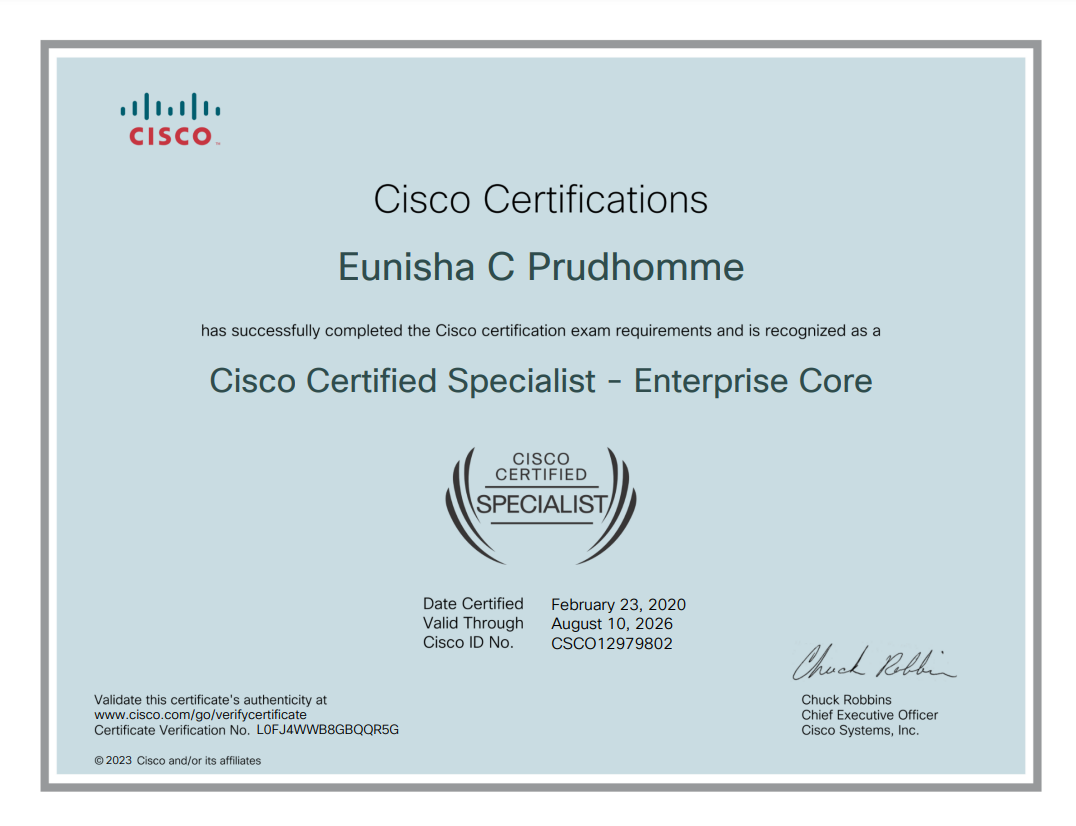 CISCO™
Cisco Certifications
Eunisha C Prudhomme
has successfully completed the Cisco certification exam requirements and is recognized as a
Cisco Certified Specialist - Enterprise Core
CISCO
CERTIFIED
SPECIALIST
Date Certified February 23, 2020
Valid Through August 10, 2026
Cisco ID No. CSCO12979802
Chuck Robbins
Validate this certificate's authenticity at
www.cisco.com/go/verifycertificate
Certificate Verification No. L0FJ4WWB8GBQQR5G
Chuck Robbins
Chief Executive Officer
Cisco Systems, Inc.
© 2023 Cisco and/or its affiliates